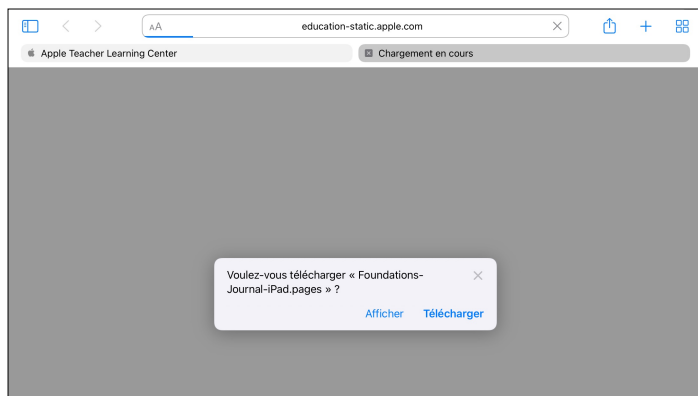 AA
education-static.apple.com
Apple Teacher Learning Center
Chargement en cours
Voulez-vous télécharger « Foundations-
Journal-iPad.pages » ?
Afficher
Télécharger